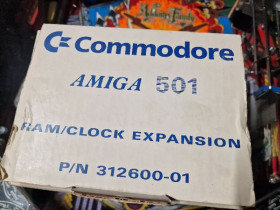 Commodore
AMIGA 501
RAM/CLOCK EXPANSION
P/N 312600-01